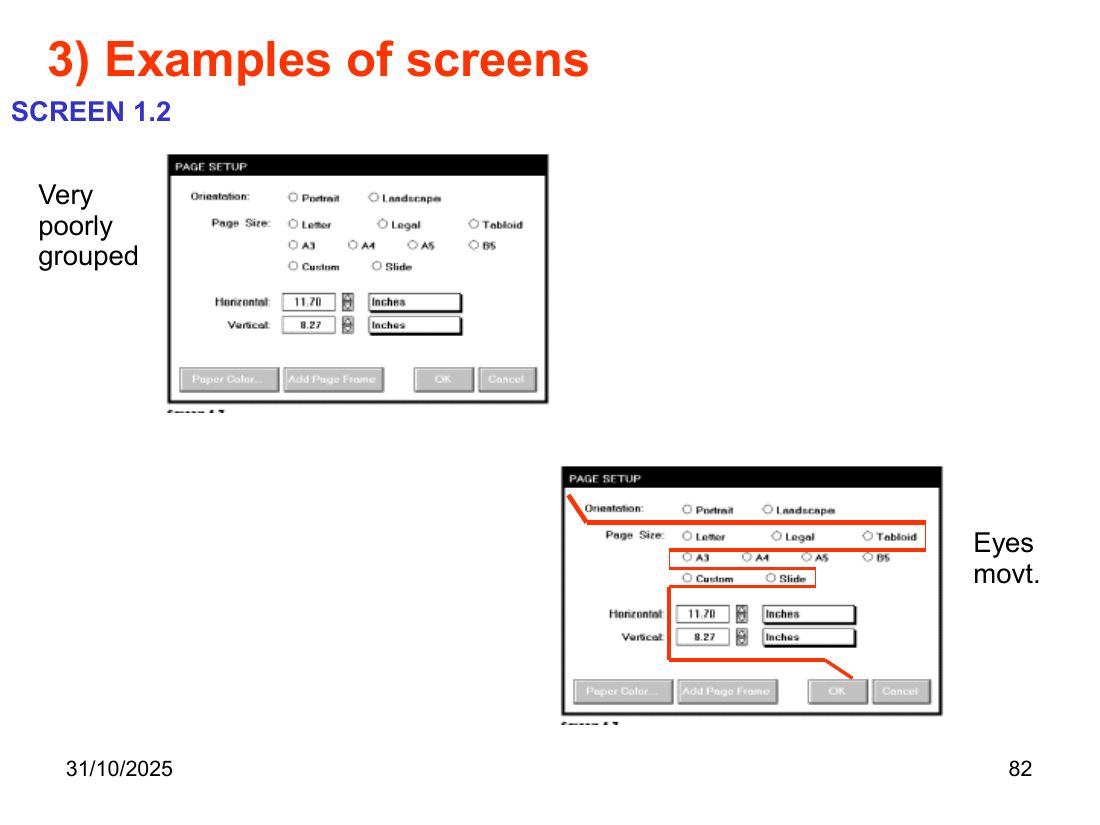 3) Examples of screens
SCREEN 1.2
Very
poorly
grouped
PAGE SETUP
Orientation: Portrait Landscape
Page Size: Letter Legal Tabloid
A3 A4 A5 B5
Custom Slide
Horizontal: 11.70 Inches
Vertical: 8.27 Inches
Paper Color... Add Page Frame OK Cancel
PAGE SETUP
Orientation: Portrait Landscape
Page Size: Letter Legal Tabloid
A3 A4 A5 B5
Custom Slide
Horizontal: 11.70 Inches
Vertical: 8.27 Inches
Paper Color... Add Page Frame OK Cancel
Eyes
movt.
31/10/2025
82